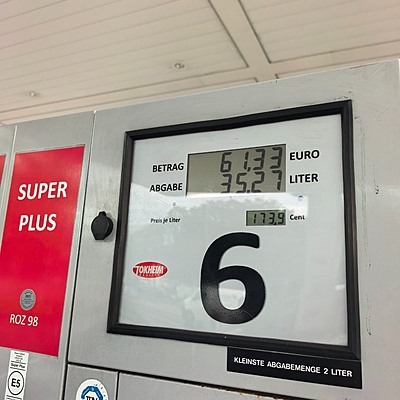 SUPER
PLUS
ROZ 98
E5
BETRAG 61,33 EURO
ABGABE 35,27 LITER
Preis je Liter 173,9 Cent
TOKHEIM
6
KLEINSTE ABGABEMENGE 2 LITER